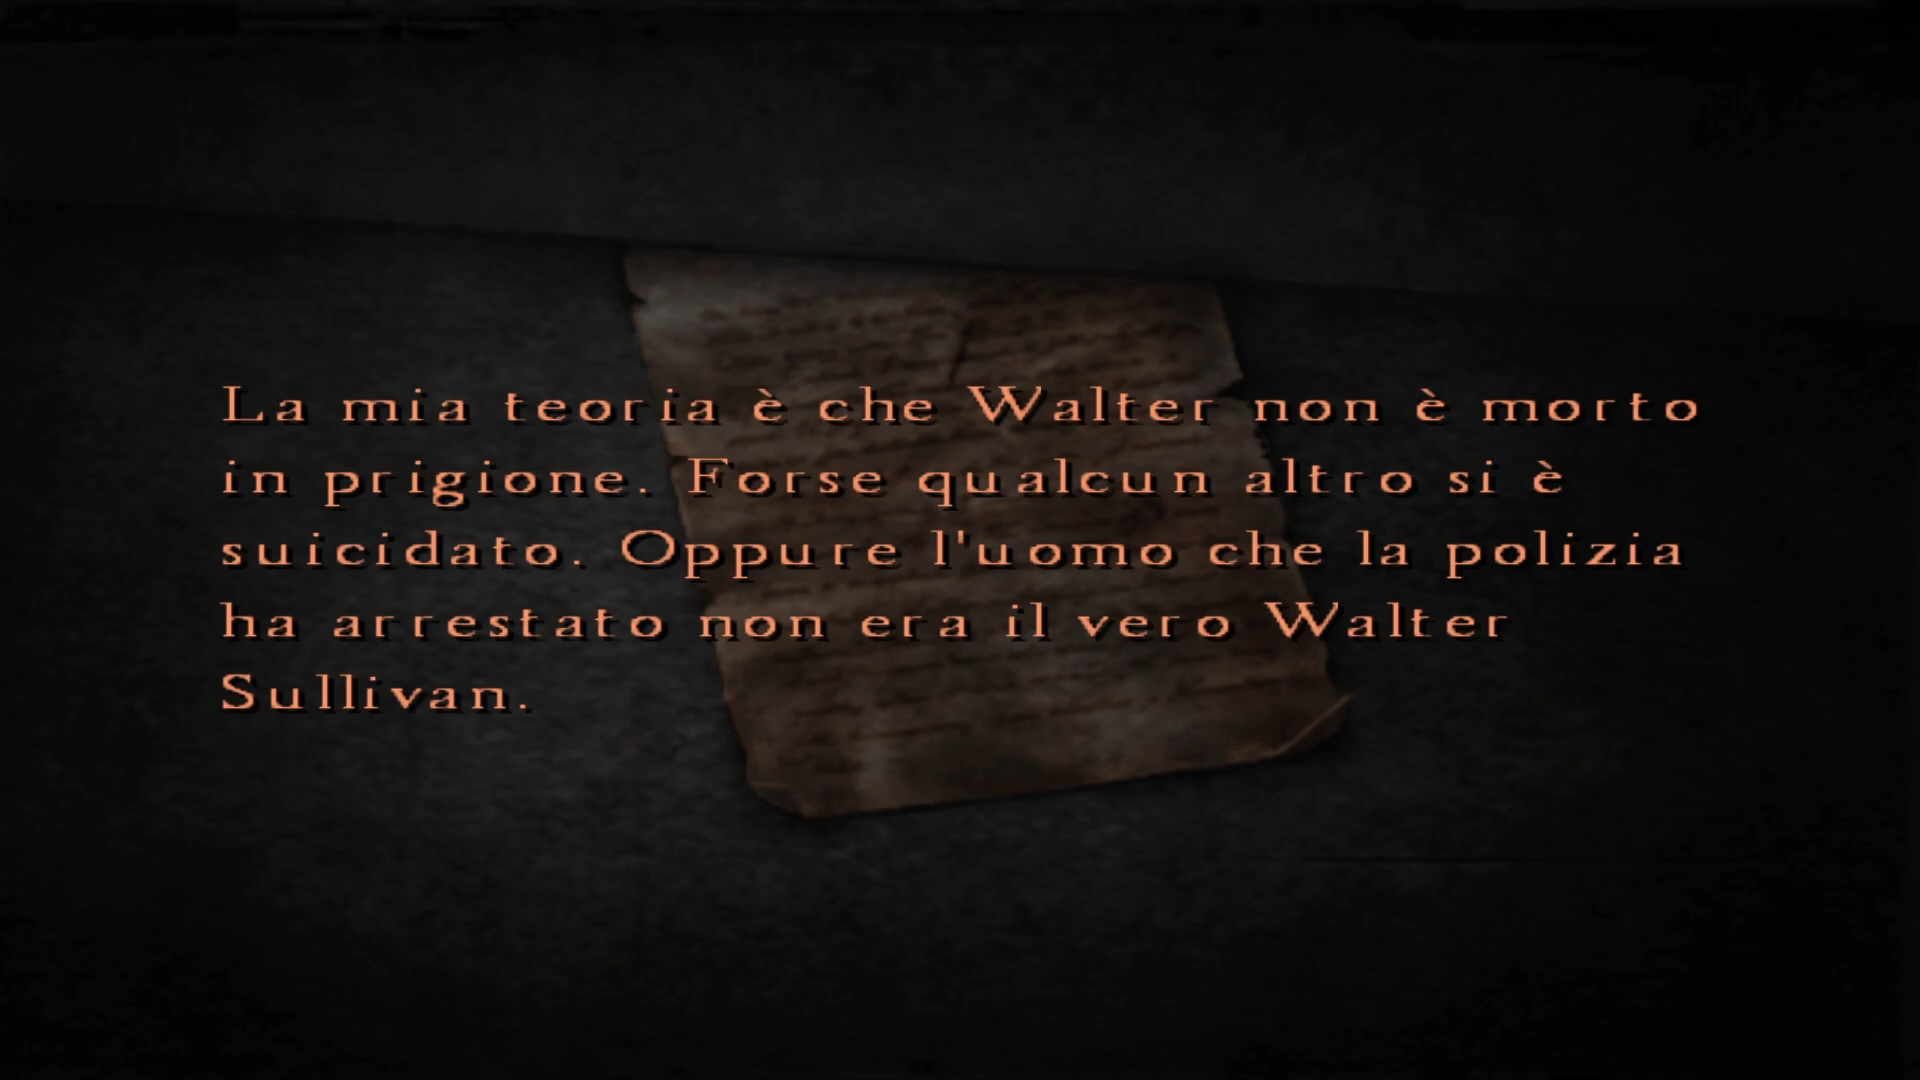 La mia teoria è che Walter non è morto
in prigione. Forse qualcun altro si è
suicidato. Oppure l'uomo che la polizia
ha arrestato non era il vero Walter
Sullivan.